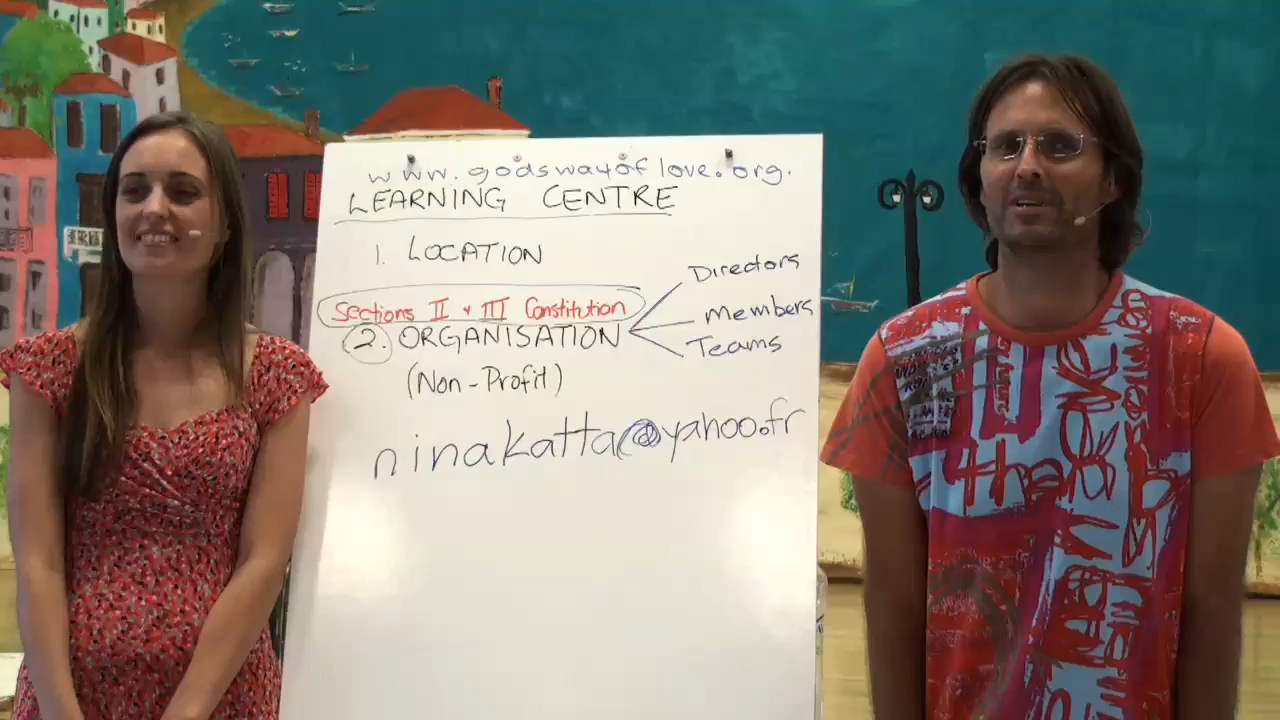 www.godswayoflove.org.
LEARNING CENTRE
1. LOCATION
Sections II + III Constitution
2. ORGANISATION
Directors
Members
Teams
(Non-Profit)
ninakatta@yahoo.fr
the